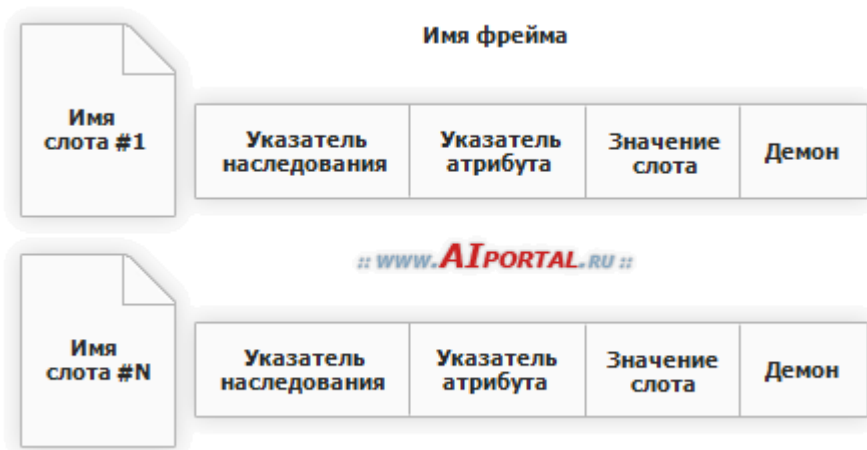 Имя фрейма
Имя
слота #1
Указатель
наследования
Указатель
атрибута
Значение
слота
Демон
:: www.AIPORTAL.RU ::
Имя
слота #N
Указатель
наследования
Указатель
атрибута
Значение
слота
Демон